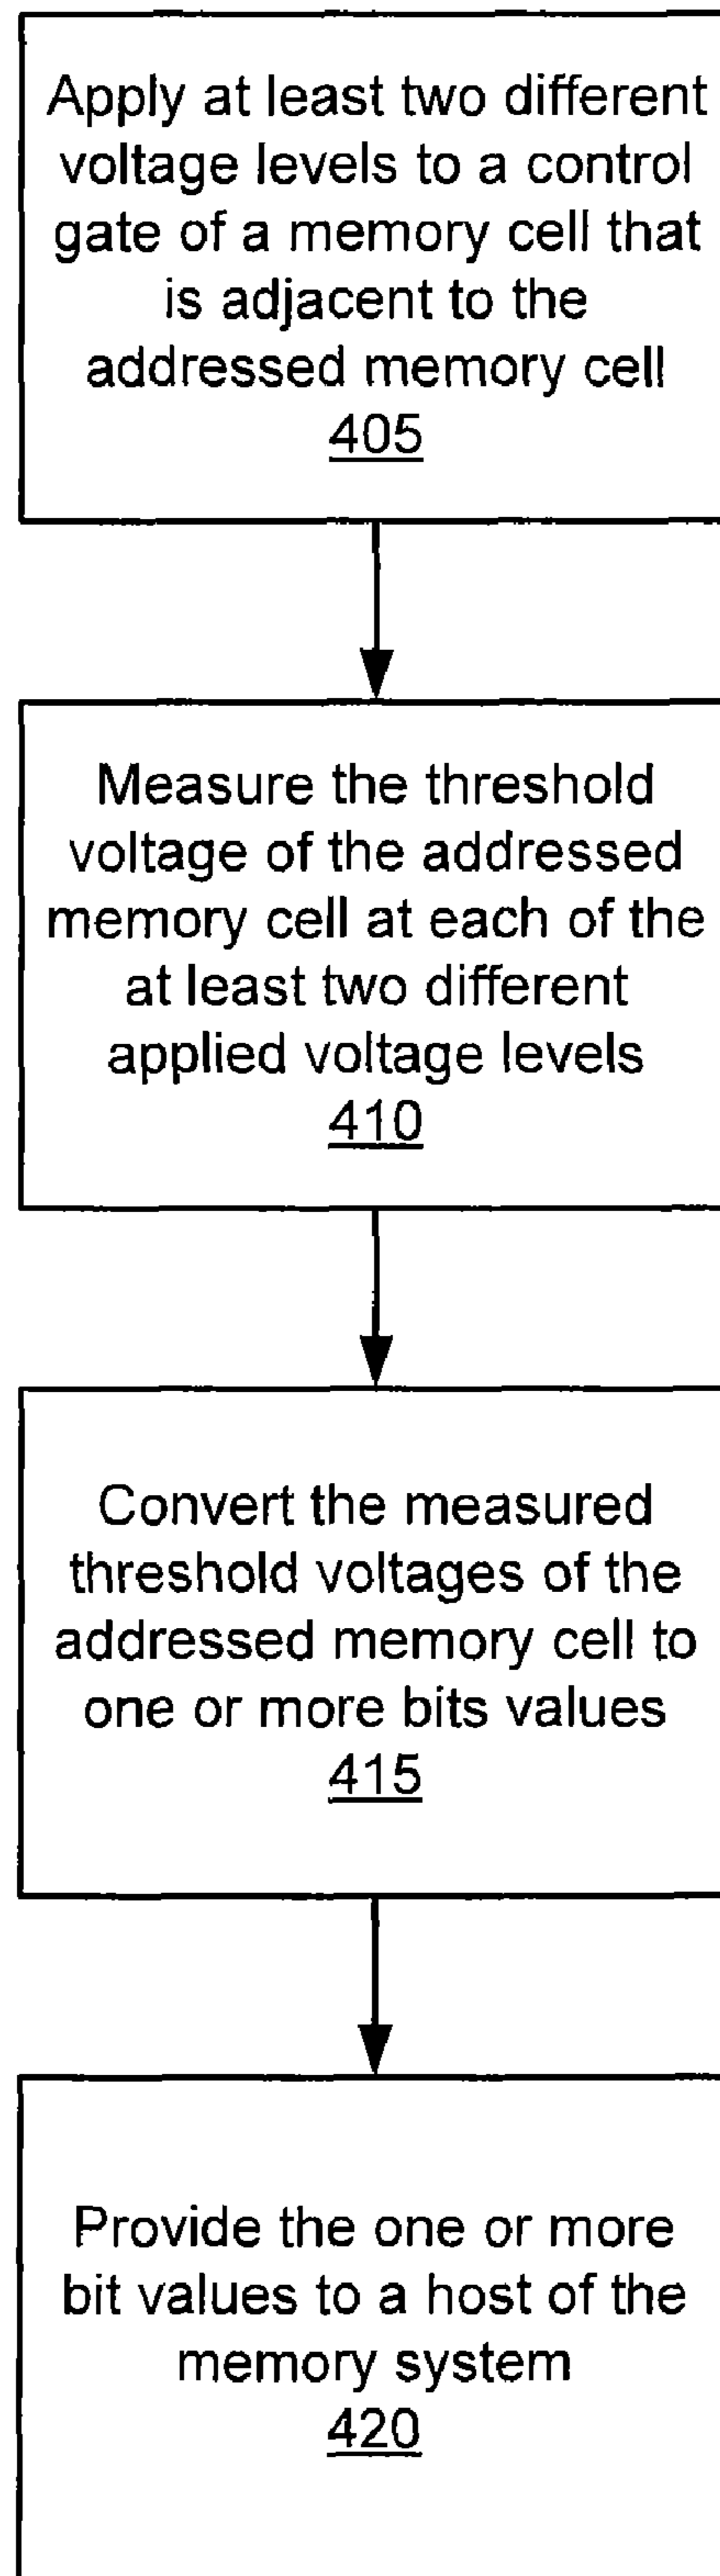 Apply at least two different
voltage levels to a control
gate of a memory cell that
is adjacent to the
addressed memory cell
405
Measure the threshold
voltage of the addressed
memory cell at each of the
at least two different
applied voltage levels
410
Convert the measured
threshold voltages of the
addressed memory cell to
one or more bits values
415
Provide the one or more
bit values to a host of the
memory system
420